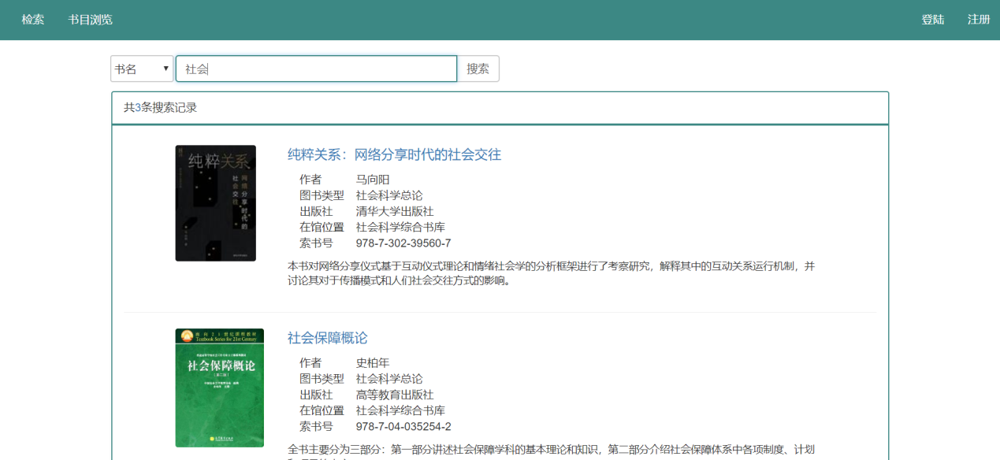 检索 书目浏览 登陆 注册
书名 社会 搜索
共3条搜索记录
纯粹关系
网络分享时代的
社会交往
纯粹关系：网络分享时代的社会交往
作者 马向阳
图书类型 社会科学总论
出版社 清华大学出版社
在馆位置 社会科学综合书库
索书号 978-7-302-39560-7
本书对网络分享仪式基于互动仪式理论和情绪社会学的分析框架进行了考察研究，解释其中的互动关系运行机制，并
讨论其对于传播模式和人们社会交往方式的影响。
面向21世纪课程教材
Textbook Series for 21st Century
社会保障概论
社会保障概论
作者 史柏年
图书类型 社会科学总论
出版社 高等教育出版社
在馆位置 社会科学综合书库
索书号 978-7-04-035254-2
全书主要分为三部分：第一部分讲述社会保障学科的基本理论和知识，第二部分介绍社会保障体系中各项制度、计划